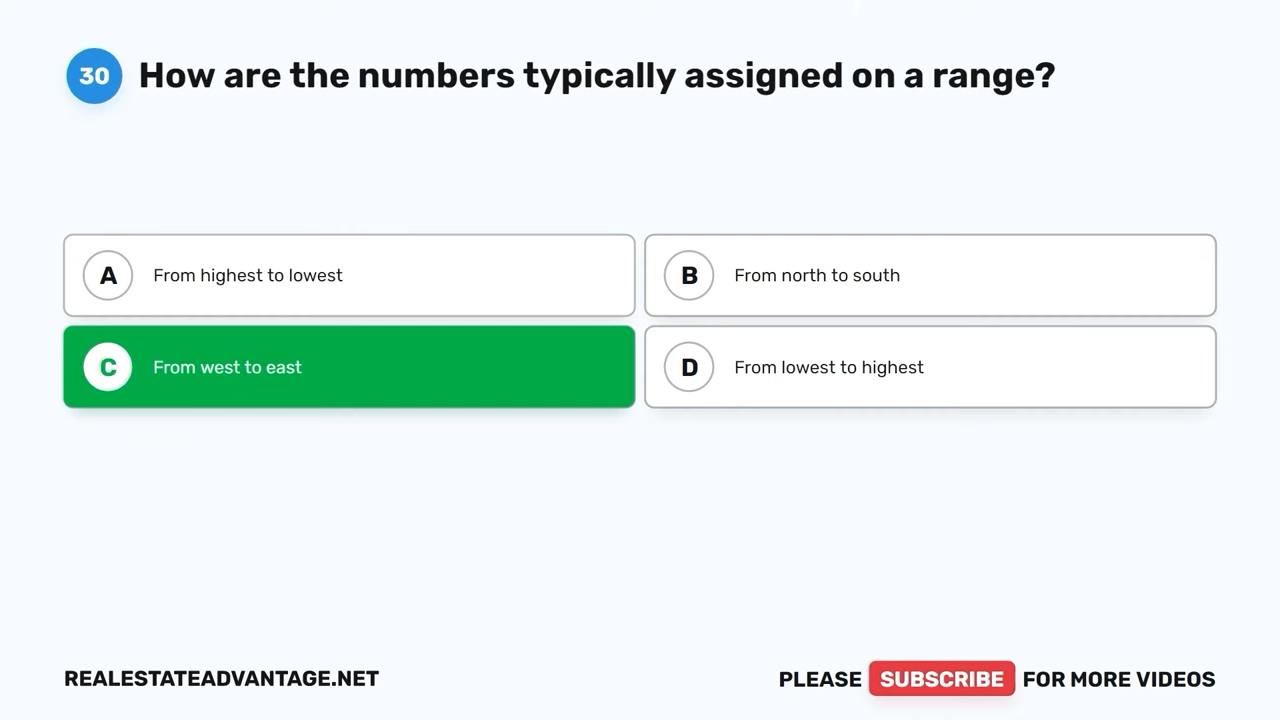 30 How are the numbers typically assigned on a range?
A From highest to lowest
B From north to south
C From west to east
D From lowest to highest
REALESTATEADVANTAGE.NET
PLEASE SUBSCRIBE FOR MORE VIDEOS